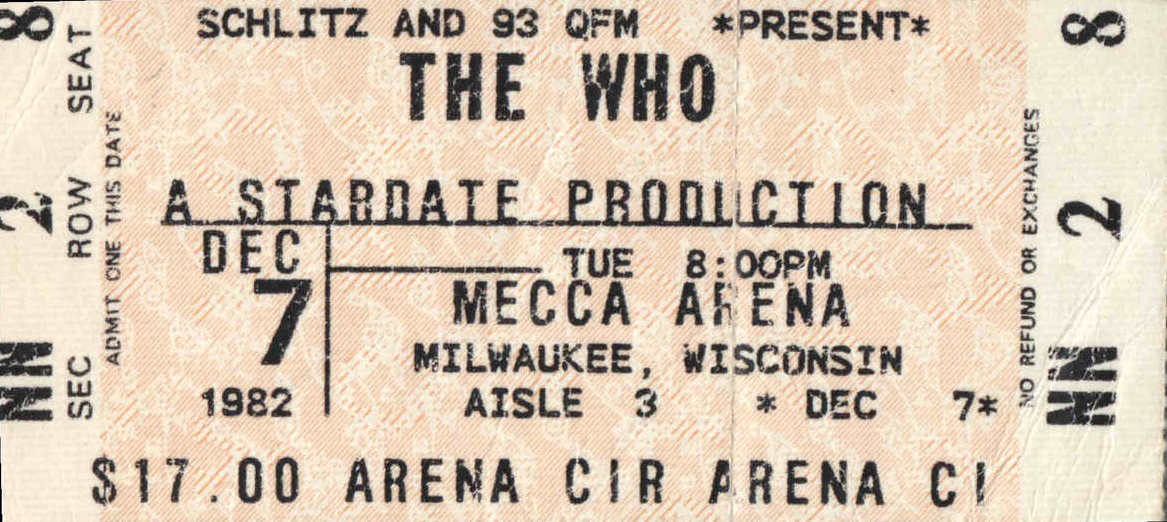 SCHLITZ AND 93 QFM *PRESENT*
THE WHO
A STARDATE PRODUCTION
DEC
7
1982
TUE 8:00PM
MECCA ARENA
MILWAUKEE, WISCONSIN
AISLE 3 * DEC 7*
$17.00 ARENA CIR ARENA CI
8
SEAT
2
ROW
NN
SEC
ADMIT ONE THIS DATE
NO REFUND OR EXCHANGES
8
2
NN